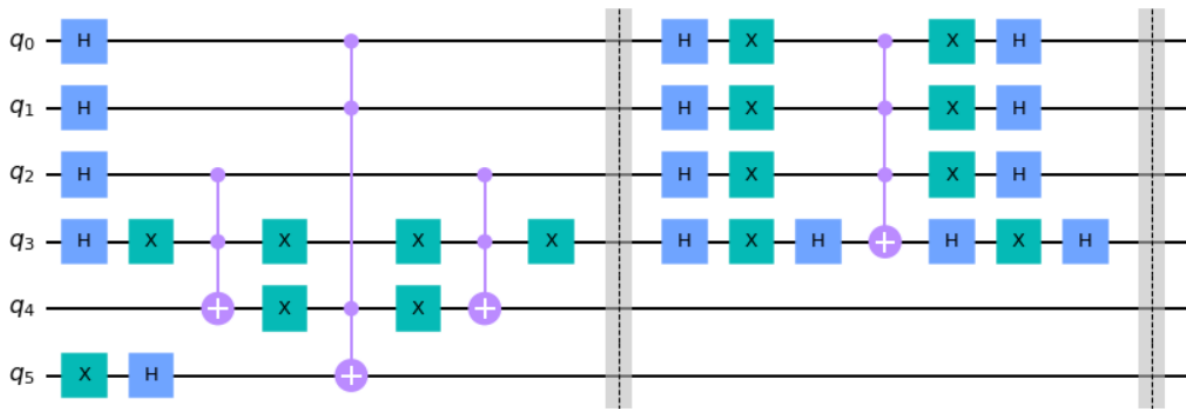 q0 H H X X H
q1 H H X X H
q2 H H X X H
q3 H X X X X H X H H X H
q4 X X
q5 X H